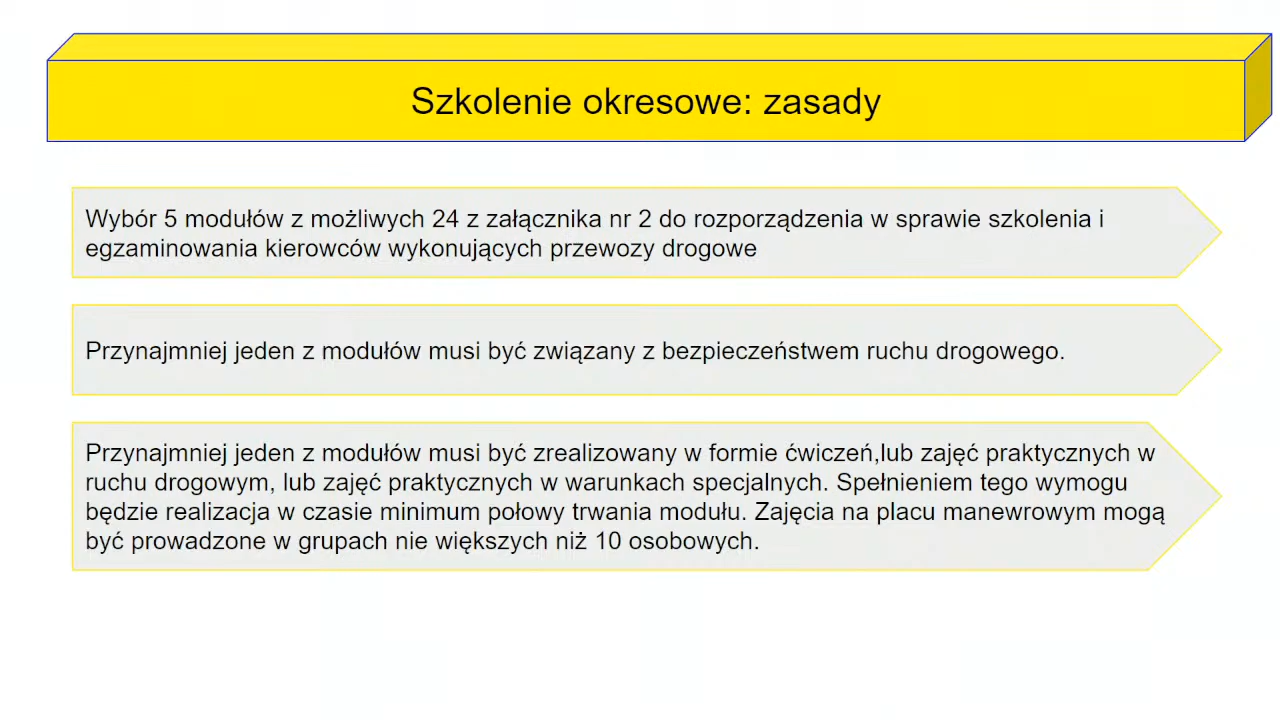 Szkolenie okresowe: zasady
Wybór 5 modułów z możliwych 24 z załącznika nr 2 do rozporządzenia w sprawie szkolenia i
egzaminowania kierowców wykonujących przewozy drogowe
Przynajmniej jeden z modułów musi być związany z bezpieczeństwem ruchu drogowego.
Przynajmniej jeden z modułów musi być zrealizowany w formie ćwiczeń,lub zajęć praktycznych w
ruchu drogowym, lub zajęć praktycznych w warunkach specjalnych. Spełnieniem tego wymogu
będzie realizacja w czasie minimum połowy trwania modułu. Zajęcia na placu manewrowym mogą
być prowadzone w grupach nie większych niż 10 osobowych.